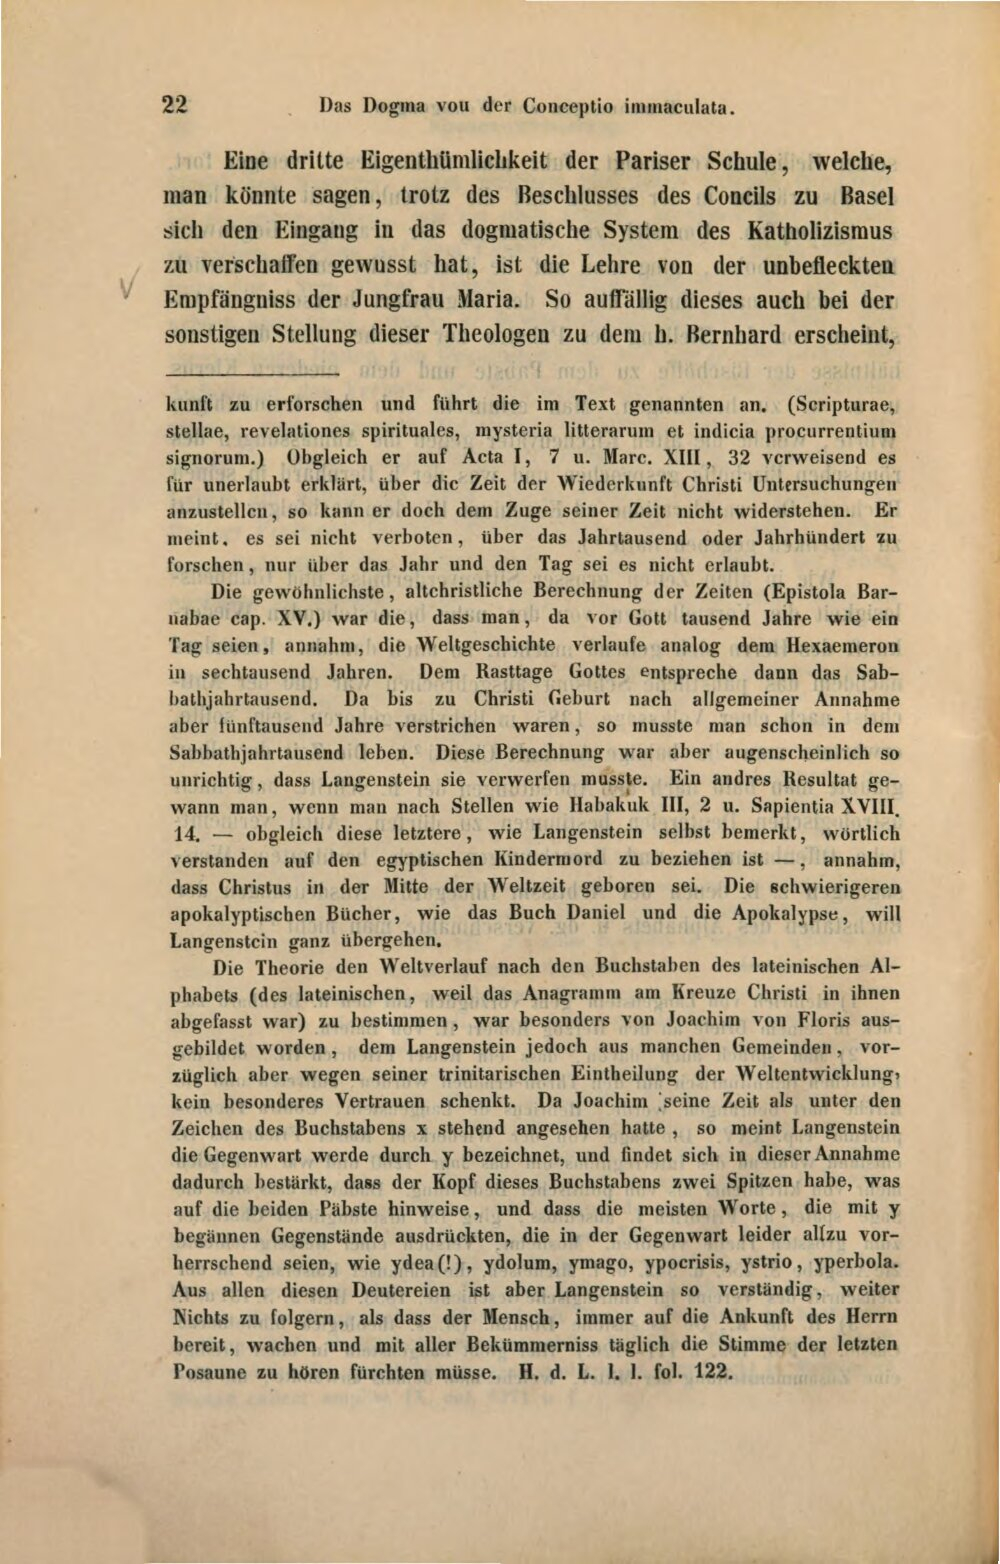 22 Das Dogma von der Conceptio immaculata.
Eine dritte Eigenthümlichkeit der Pariser Schule, welche,
man könnte sagen, trotz des Beschlusses des Concils zu Basel
sich den Eingang in das dogmatische System des Katholizismus
zu verschaffen gewusst hat, ist die Lehre von der unbefleckten
Empfängniss der Jungfrau Maria. So auffällig dieses auch bei der
sonstigen Stellung dieser Theologen zu dem h. Bernhard erscheint,
kunft zu erforschen und führt die im Text genannten an. (Scripturae,
stellae, revelationes spirituales, mysteria litterarum et indicia procurrentium
signorum.) Obgleich er auf Acta I, 7 u. Marc. XIII, 32 verweisend es
für unerlaubt erklärt, über die Zeit der Wiederkunft Christi Untersuchungen
anzustellen, so kann er doch dem Zuge seiner Zeit nicht widerstehen. Er
meint, es sei nicht verboten, über das Jahrtausend oder Jahrhundert zu
forschen, nur über das Jahr und den Tag sei es nicht erlaubt.
Die gewöhnlichste, altchristliche Berechnung der Zeiten (Epistola Bar-
nabae cap. XV.) war die, dass man, da vor Gott tausend Jahre wie ein
Tag seien, annahm, die Weltgeschichte verlaufe analog dem Hexaemeron
in sechtausend Jahren. Dem Rasttage Gottes entspreche dann das Sab-
bathjahrtausend. Da bis zu Christi Geburt nach allgemeiner Annahme
aber fünftausend Jahre verstrichen waren, so musste man schon in dem
Sabbathjahrtausend leben. Diese Berechnung war aber augenscheinlich so
unrichtig, dass Langenstein sie verwerfen musste. Ein andres Resultat ge-
wann man, wenn man nach Stellen wie Habakuk III, 2 u. Sapientia XVIII.
14. — obgleich diese letztere, wie Langenstein selbst bemerkt, wörtlich
verstanden auf den egyptischen Kindermord zu beziehen ist —, annahm,
dass Christus in der Mitte der Weltzeit geboren sei. Die schwierigeren
apokalyptischen Bücher, wie das Buch Daniel und die Apokalypse, will
Langenstein ganz übergehen.
Die Theorie den Weltverlauf nach den Buchstaben des lateinischen Al-
phabets (des lateinischen, weil das Anagramm am Kreuze Christi in ihnen
abgefasst war) zu bestimmen, war besonders von Joachim von Floris aus-
gebildet worden, dem Langenstein jedoch aus manchen Gemeinden, vor-
züglich aber wegen seiner trinitarischen Eintheilung der Weltentwicklung,
kein besonderes Vertrauen schenkt. Da Joachim seine Zeit als unter den
Zeichen des Buchstabens x stehend angesehen hatte, so meint Langenstein
die Gegenwart werde durch y bezeichnet, und findet sich in dieser Annahme
dadurch bestärkt, dass der Kopf dieses Buchstabens zwei Spitzen habe, was
auf die beiden Päbste hinweise, und dass die meisten Worte, die mit y
begännen Gegenstände ausdrückten, die in der Gegenwart leider allzu vor-
herrschend seien, wie ydea(!), ydolum, ymago, ypocrisis, ystrio, yperbola.
Aus allen diesen Deutereien ist aber Langenstein so verständig, weiter
Nichts zu folgern, als dass der Mensch, immer auf die Ankunft des Herrn
bereit, wachen und mit aller Bekümmerniss täglich die Stimme der letzten
Posaune zu hören fürchten müsse. H. d. L. l. l. fol. 122.